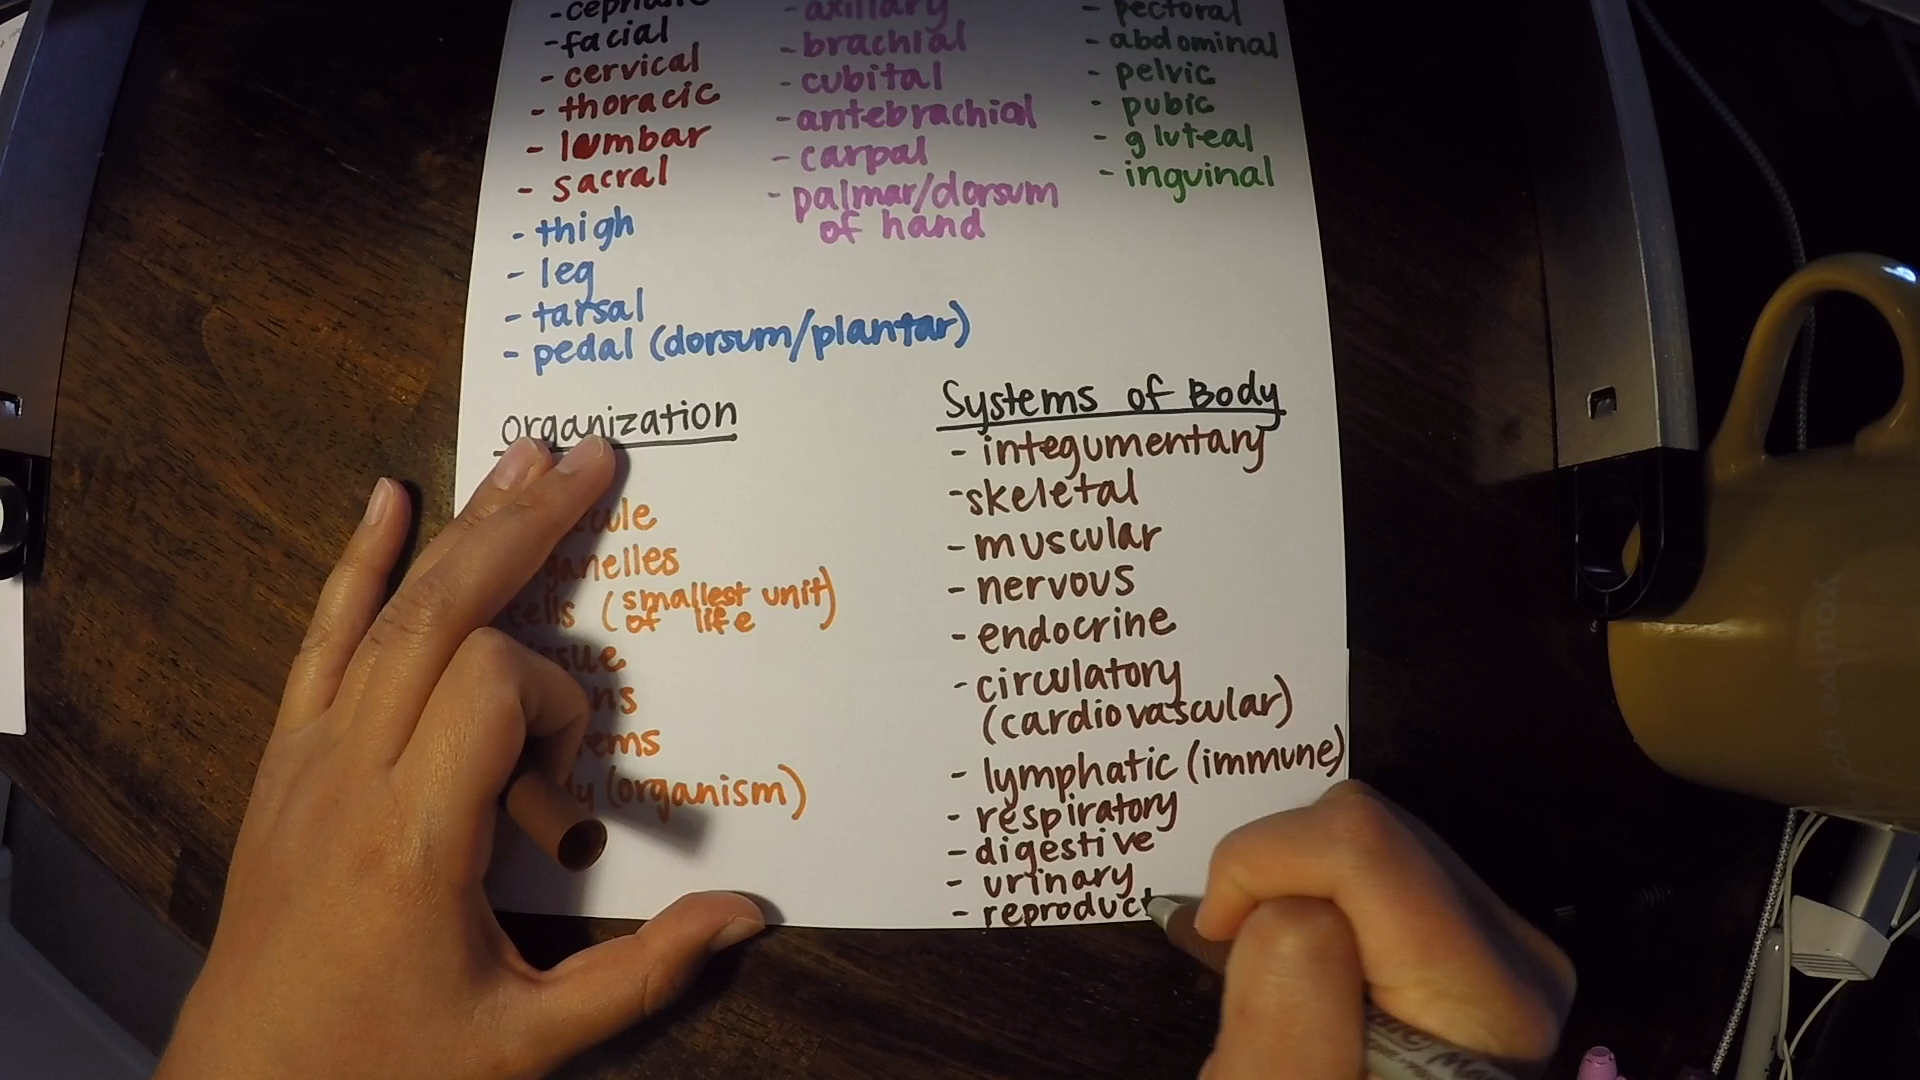 - facial
- cervical
- thoracic
- lumbar
- sacral
- thigh
- leg
- tarsal
- pedal (dorsum/plantar)
- axillary
- brachial
- cubital
- antebrachial
- carpal
- palmar/dorsum
of hand
- pectoral
- abdominal
- pelvic
- pubic
- gluteal
- inguinal
organization
(smallest unit
of life)
(organism)
Systems of Body
- integumentary
- skeletal
- muscular
- nervous
- endocrine
- circulatory
(cardiovascular)
- lymphatic (immune)
- respiratory
- digestive
- urinary
- reproduct